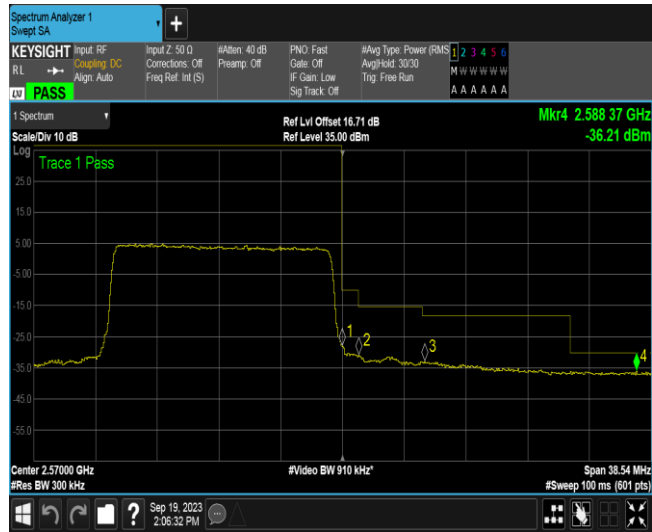 Spectrum Analyzer 1
Swept SA
+
KEYSIGHT
RL
LXI PASS
Input: RF
Coupling: DC
Align: Auto
Input Z: 50 Ω
Corrections: Off
Freq Ref: Int (S)
#Atten: 40 dB
Preamp: Off
PNO: Fast
Gate: Off
IF Gain: Low
Sig Track: Off
#Avg Type: Power (RMS
Avg|Hold: 30/30
Trig: Free Run
1 2 3 4 5 6
M W W W W W
A A A A A A
1 Spectrum
Scale/Div 10 dB
Ref Lvl Offset 16.71 dB
Ref Level 35.00 dBm
Mkr4 2.588 37 GHz
-36.21 dBm
Log
Trace 1 Pass
25.0
15.0
5.00
-5.00
-15.0
-25.0
-35.0
-45.0
-55.0
1
2
3
4
Center 2.57000 GHz
#Res BW 300 kHz
#Video BW 910 kHz*
Span 38.54 MHz
#Sweep 100 ms (601 pts)
?
Sep 19, 2023
2:06:32 PM